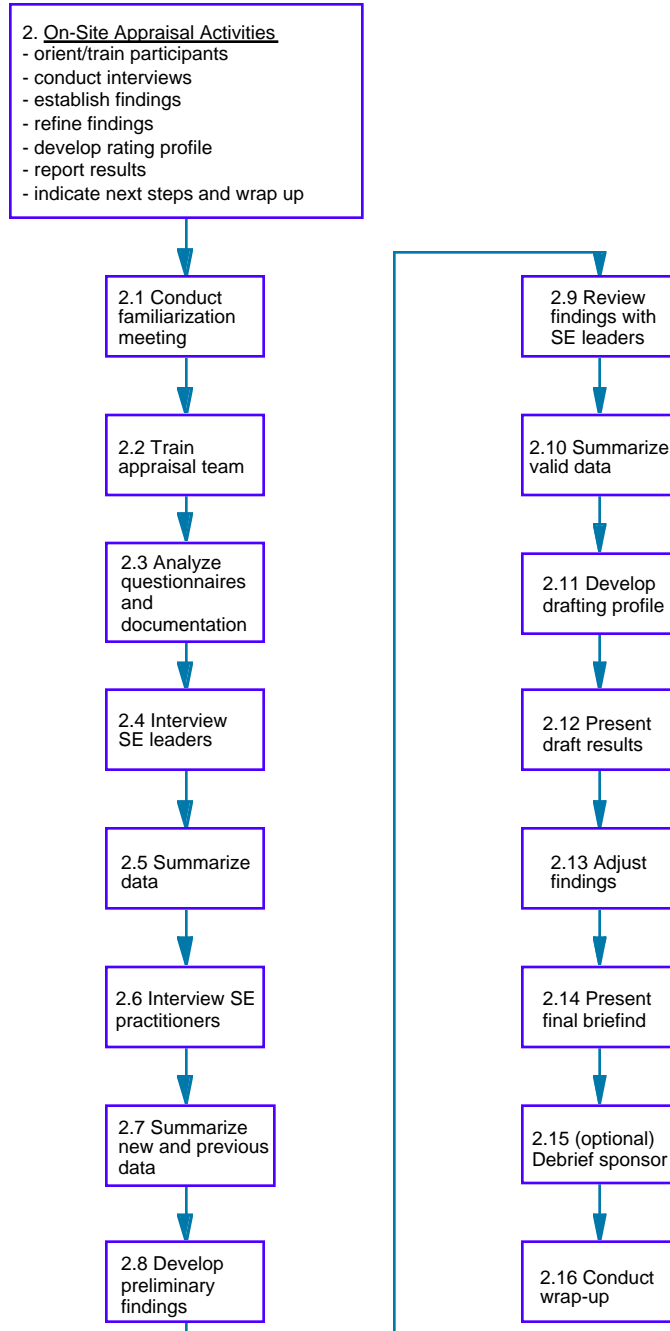 2. On-Site Appraisal Activities
- orient/train participants
- conduct interviews
- establish findings
- refine findings
- develop rating profile
- report results
- indicate next steps and wrap up
2.1 Conduct
familiarization
meeting
2.2 Train
appraisal team
2.3 Analyze
questionnaires
and
documentation
2.4 Interview
SE leaders
2.5 Summarize
data
2.6 Interview SE
practitioners
2.7 Summarize
new and previous
data
2.8 Develop
preliminary
findings
2.9 Review
findings with
SE leaders
2.10 Summarize
valid data
2.11 Develop
drafting profile
2.12 Present
draft results
2.13 Adjust
findings
2.14 Present
final briefind
2.15 (optional)
Debrief sponsor
2.16 Conduct
wrap-up